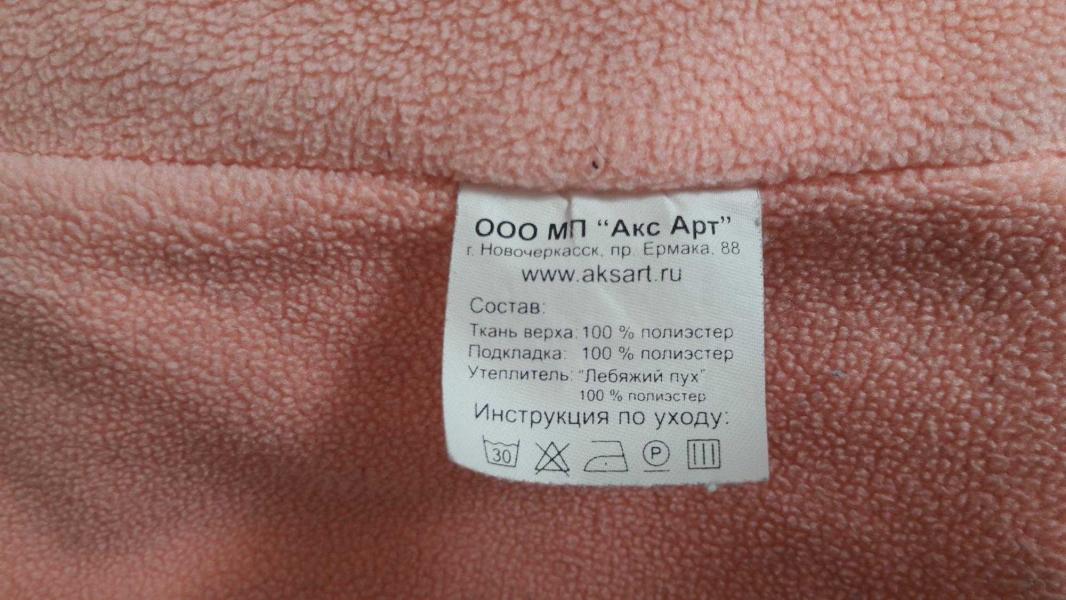 ООО МП “Акс Арт”
г. Новочеркасск, пр. Ермака, 88
www.aksart.ru
Состав:
Ткань верха: 100 % полиэстер
Подкладка: 100 % полиэстер
Утеплитель: “Лебяжий пух”
100 % полиэстер
Инструкция по уходу:
30 P